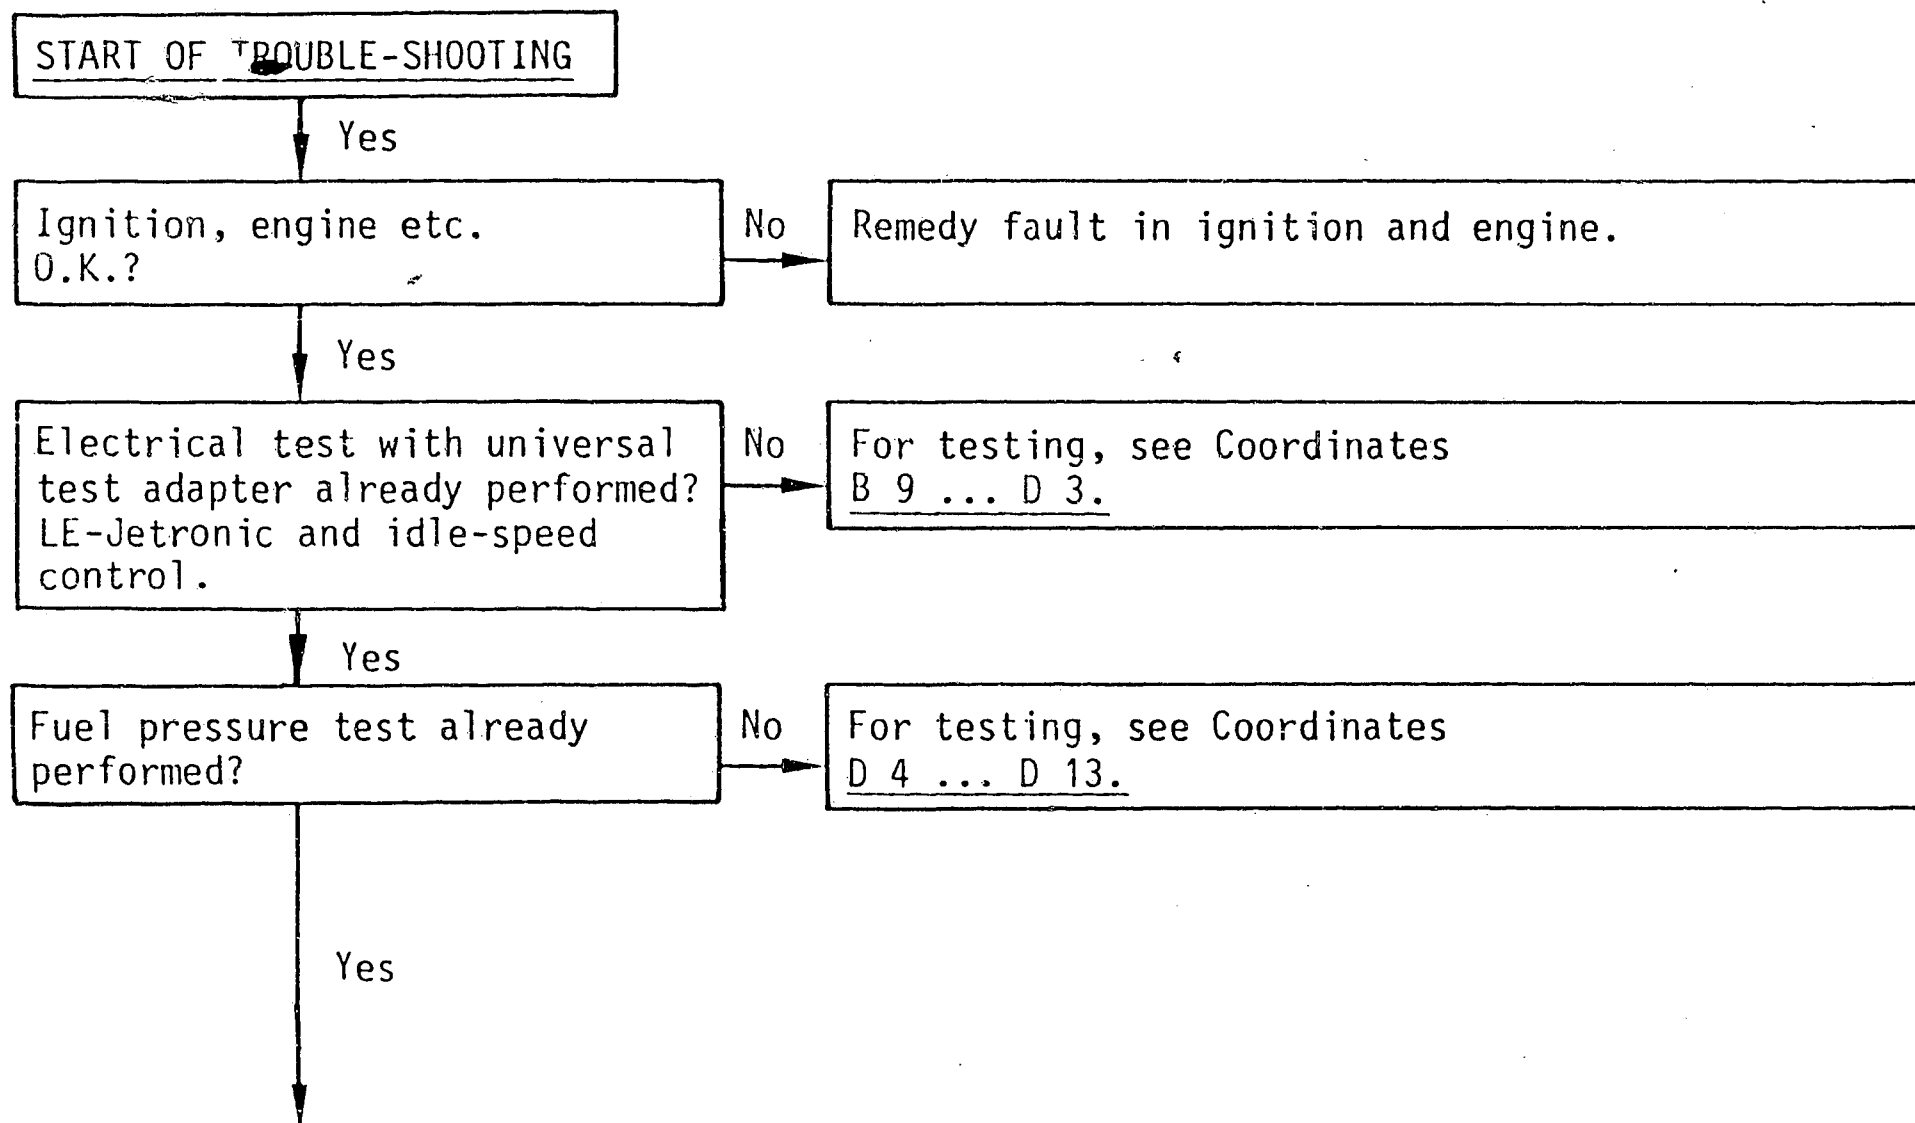 START OF TROUBLE-SHOOTING
Yes
Ignition, engine etc.
O.K.?
No
Remedy fault in ignition and engine.
Yes
Electrical test with universal
test adapter already performed?
LE-Jetronic and idle-speed
control.
No
For testing, see Coordinates
B 9 ... D 3.
Yes
Fuel pressure test already
performed?
No
For testing, see Coordinates
D 4 ... D 13.
Yes